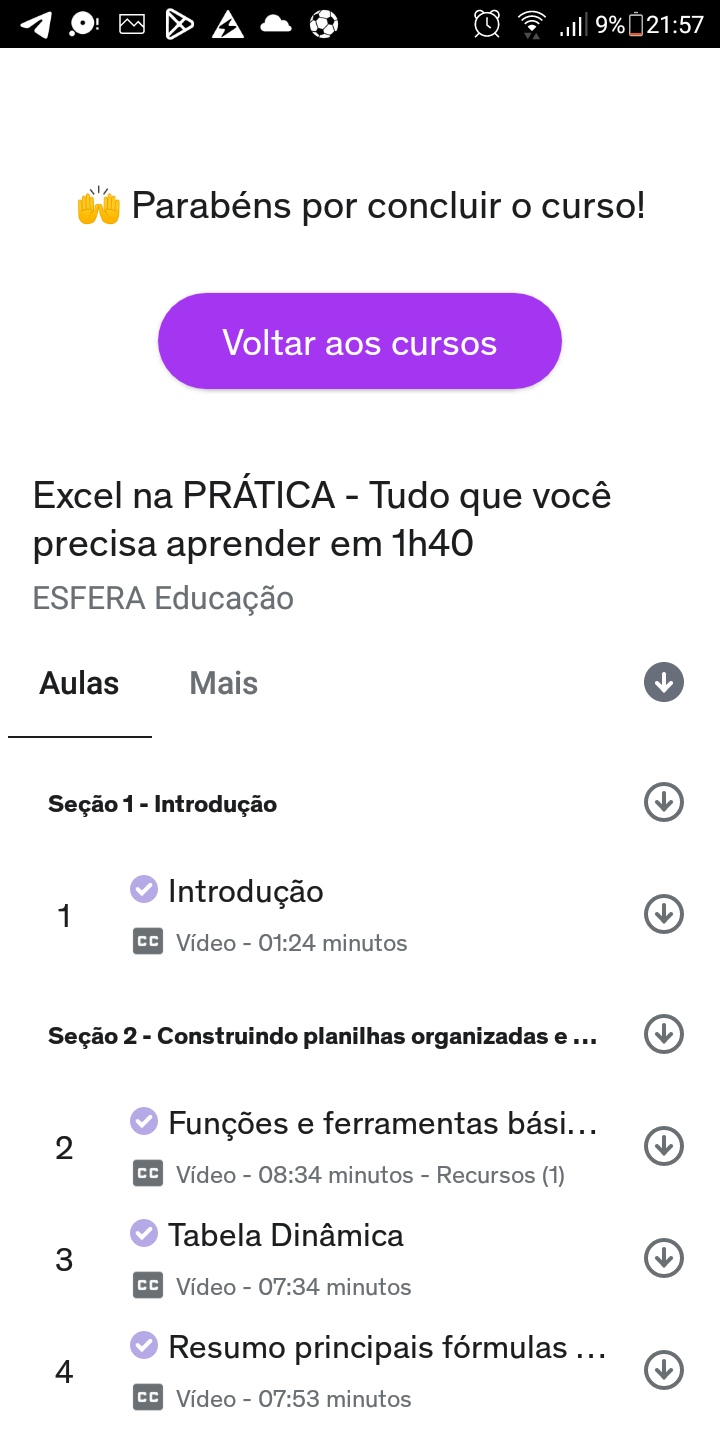 9% 21:57
🙌 Parabéns por concluir o curso!
Voltar aos cursos
Excel na PRÁTICA - Tudo que você
precisa aprender em 1h40
ESFERA Educação
Aulas Mais
Seção 1 - Introdução
1 Introdução
CC Vídeo - 01:24 minutos
Seção 2 - Construindo planilhas organizadas e ...
2 Funções e ferramentas bási...
CC Vídeo - 08:34 minutos - Recursos (1)
3 Tabela Dinâmica
CC Vídeo - 07:34 minutos
4 Resumo principais fórmulas ...
CC Vídeo - 07:53 minutos